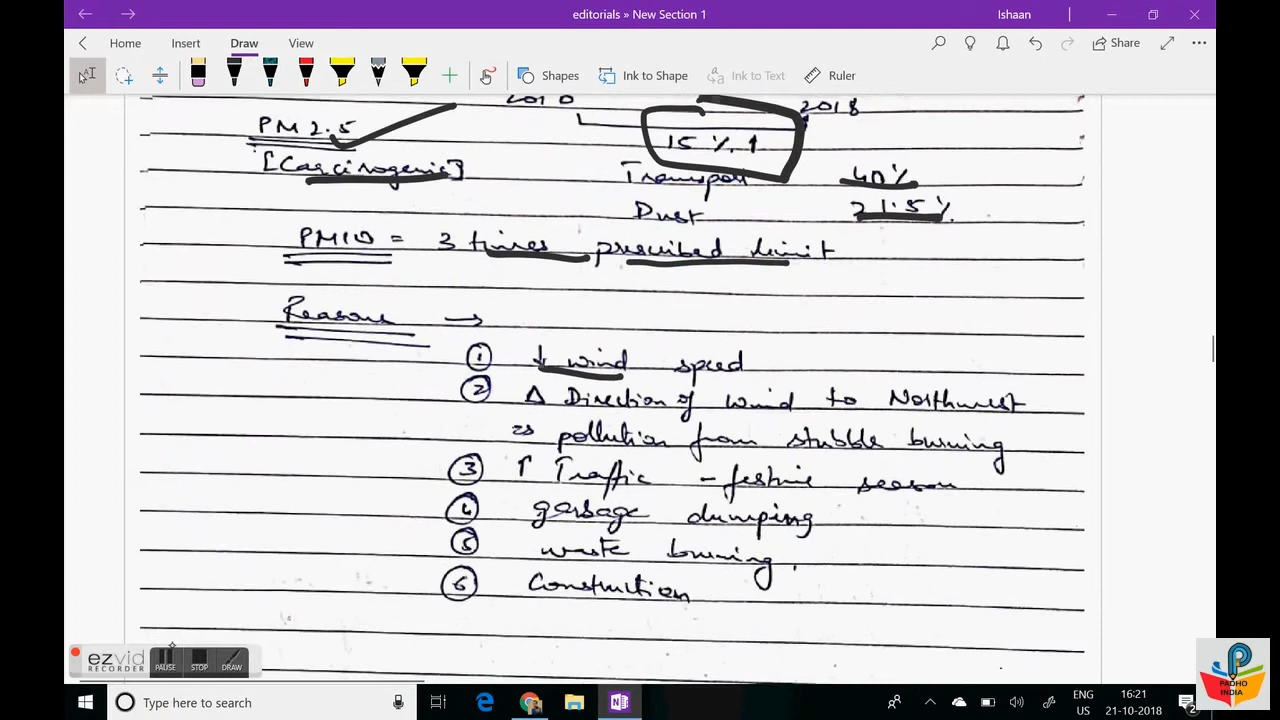 editorials » New Section 1
Ishaan
Home Insert Draw View
Share
Shapes Ink to Shape Ink to Text Ruler
2010 2018
PM 2.5
15 % ↑
[Carcinogenic]
Transport 40%
Dust 21.5%
PM10 = 3 times prescribed limit
Reasons →
① ↓ wind speed
② Δ Direction of wind to Northwest
⇒ pollution from stubble burning
③ ↑ Traffic - festive season
④ garbage dumping
⑤ waste burning
⑥ Construction
ezvid
RECORDER
PAUSE STOP DRAW
PADHO
INDIA
Type here to search
ENG 16:21
US 21-10-2018
2